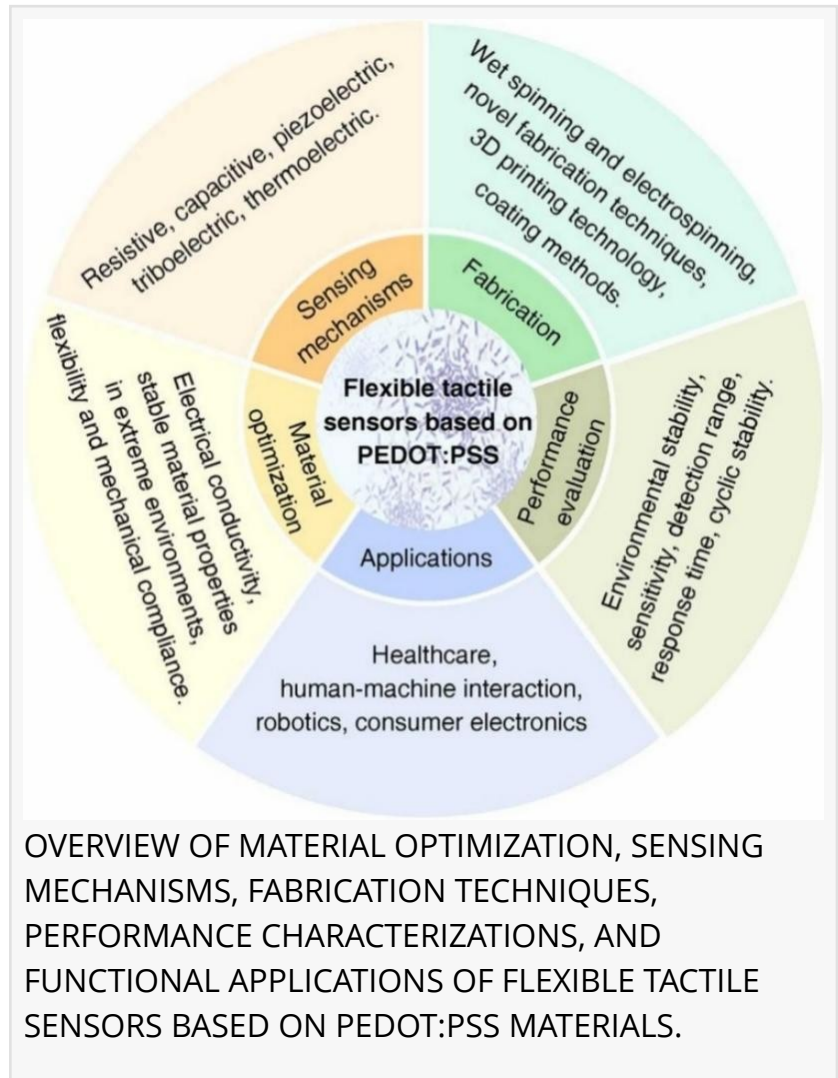 Resistive, capacitive, piezoelectric,
triboelectric, thermoelectric.
Wet spinning and electrospinning,
novel fabrication techniques,
3D printing technology,
coating methods.
Sensing
mechanisms
Fabrication
Flexible tactile
sensors based on
PEDOT:PSS
Material
optimization
Performance
evaluation
Applications
Electrical conductivity,
stable material properties
in extreme environments,
flexibility and mechanical compliance.
Environmental stability,
sensitivity, detection range,
response time, cyclic stability.
Healthcare,
human-machine interaction,
robotics, consumer electronics
OVERVIEW OF MATERIAL OPTIMIZATION, SENSING
MECHANISMS, FABRICATION TECHNIQUES,
PERFORMANCE CHARACTERIZATIONS, AND
FUNCTIONAL APPLICATIONS OF FLEXIBLE TACTILE
SENSORS BASED ON PEDOT:PSS MATERIALS.